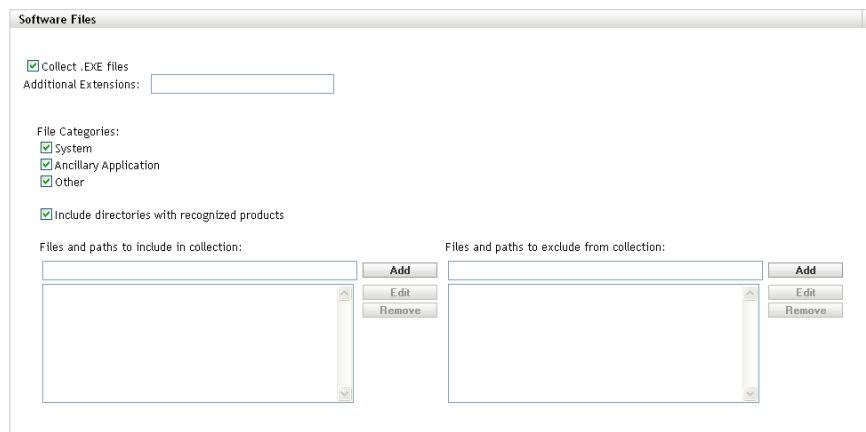 Software Files
Collect .EXE files
Additional Extensions:
File Categories:
System
Ancillary Application
Other
Include directories with recognized products
Files and paths to include in collection:
Add
Edit
Remove
Files and paths to exclude from collection:
Add
Edit
Remove